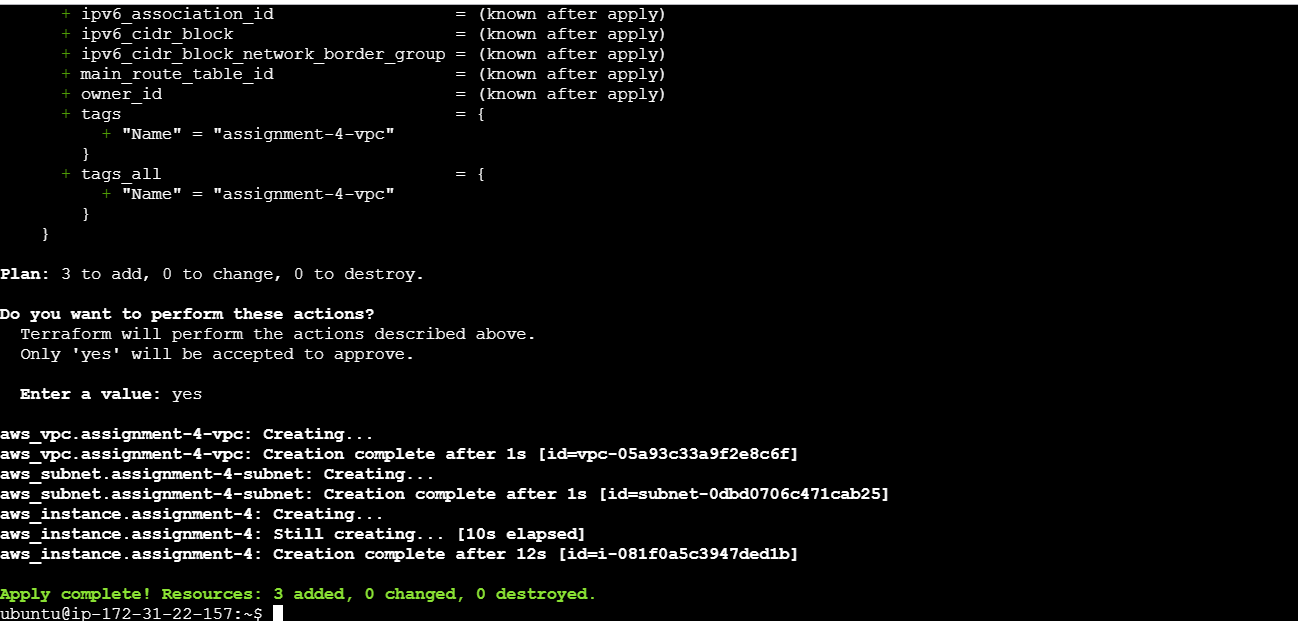 + ipv6_association_id = (known after apply)
+ ipv6_cidr_block = (known after apply)
+ ipv6_cidr_block_network_border_group = (known after apply)
+ main_route_table_id = (known after apply)
+ owner_id = (known after apply)
+ tags = {
+ "Name" = "assignment-4-vpc"
}
+ tags_all = {
+ "Name" = "assignment-4-vpc"
}
}
Plan: 3 to add, 0 to change, 0 to destroy.
Do you want to perform these actions?
Terraform will perform the actions described above.
Only 'yes' will be accepted to approve.
Enter a value: yes
aws_vpc.assignment-4-vpc: Creating...
aws_vpc.assignment-4-vpc: Creation complete after 1s [id=vpc-05a93c33a9f2e8c6f]
aws_subnet.assignment-4-subnet: Creating...
aws_subnet.assignment-4-subnet: Creation complete after 1s [id=subnet-0dbd0706c471cab25]
aws_instance.assignment-4: Creating...
aws_instance.assignment-4: Still creating... [10s elapsed]
aws_instance.assignment-4: Creation complete after 12s [id=i-081f0a5c3947ded1b]
Apply complete! Resources: 3 added, 0 changed, 0 destroyed.
ubuntu@ip-172-31-22-157:~$